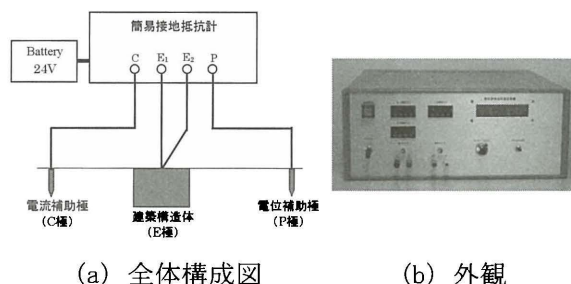 簡易接地抵抗計
Battery
24V
C E₁ E₂ P
電流補助極
(C極)
建築構造体
(E極)
電位補助極
(P極)
(a) 全体構成図
(b) 外観